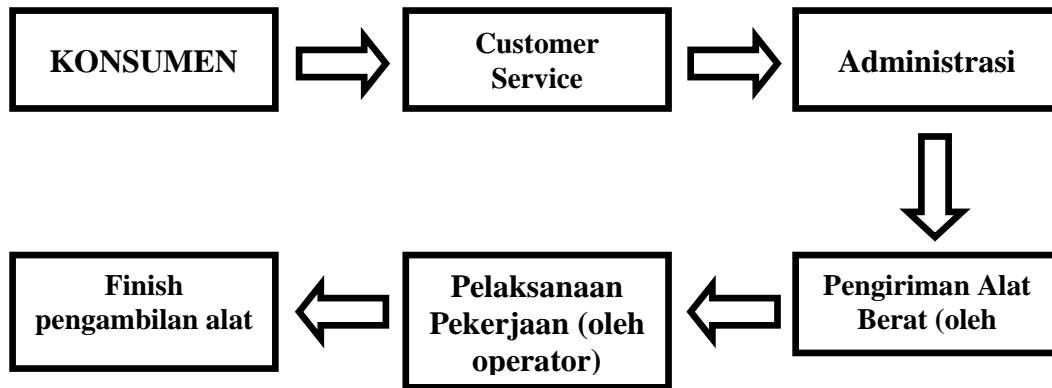 KONSUMEN
Customer
Service
Administrasi
Pengiriman Alat
Berat (oleh
Pelaksanaan
Pekerjaan (oleh
operator)
Finish
pengambilan alat